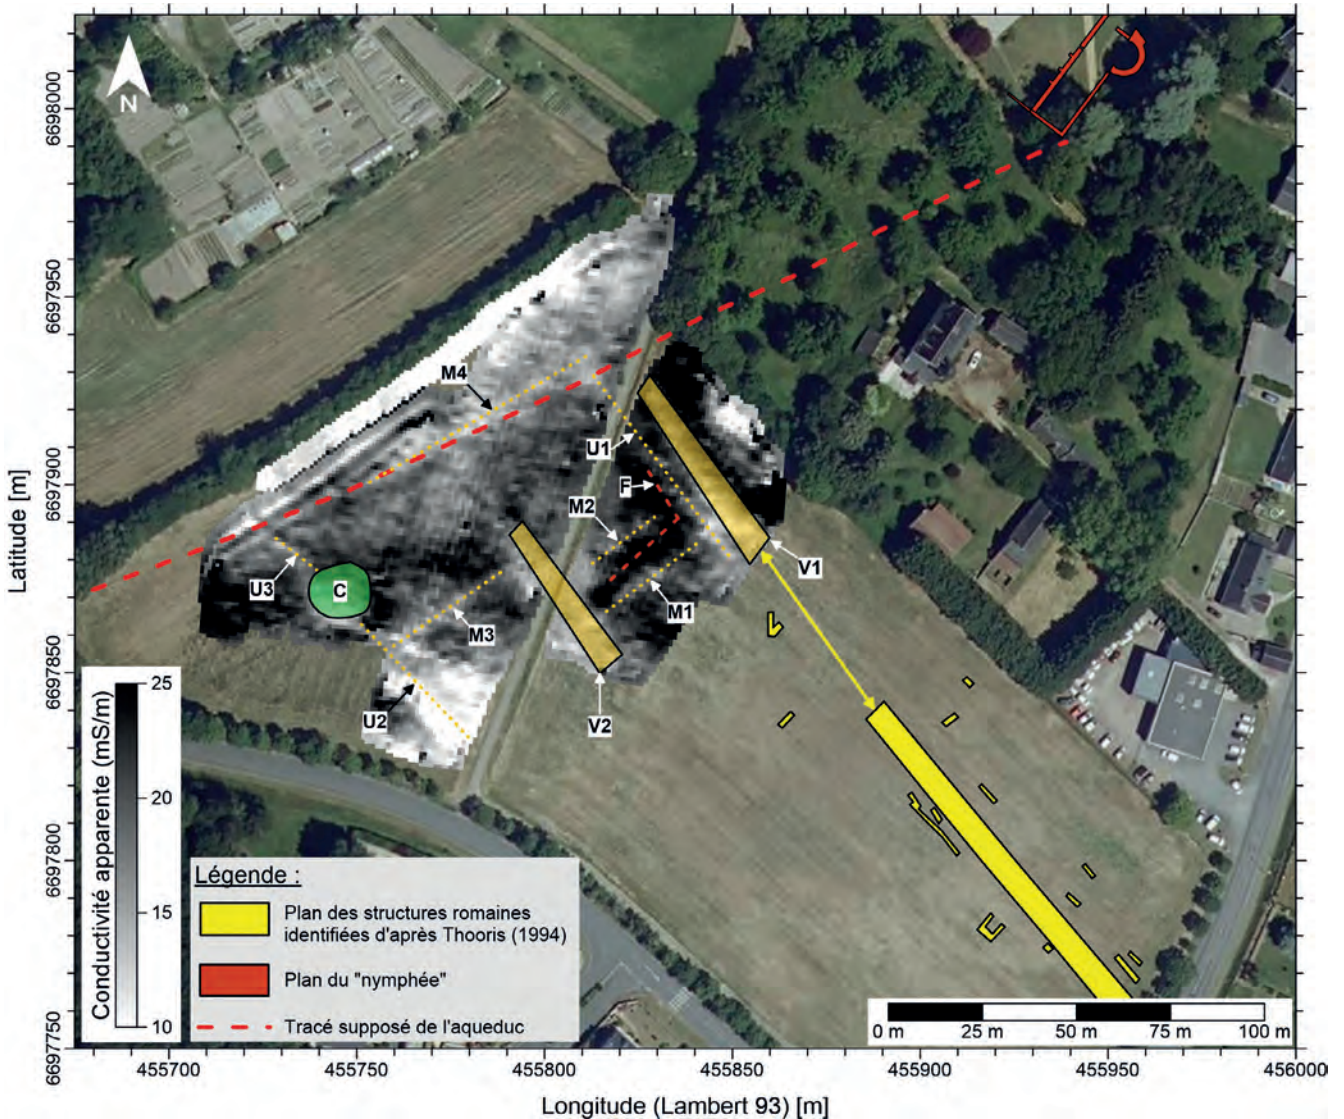 N
6698000
6697950
6697900
6697850
6697800
6697750
Latitude [m]
M4
U1
F
M2
V1
U3
C
M1
M3
U2
V2
Conductivité apparente (mS/m)
25
20
15
10
Légende :
Plan des structures romaines
identifiées d'après Thooris (1994)
Plan du "nymphée"
Tracé supposé de l'aqueduc
0 m 25 m 50 m 75 m 100 m
455700 455750 455800 455850 455900 455950 456000
Longitude (Lambert 93) [m]